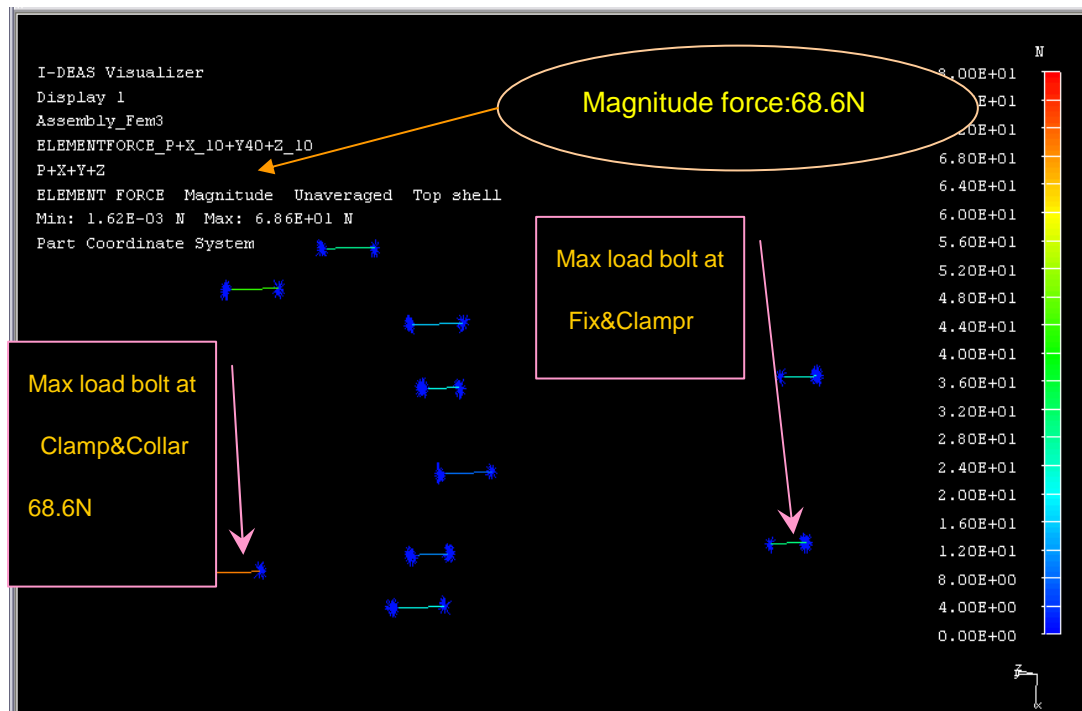 I-DEAS Visualizer
Display 1
Assembly_Fem3
ELEMENTFORCE_P+X_10+Y40+Z_10
P+X+Y+Z
ELEMENT FORCE Magnitude Unaveraged Top shell
Min: 1.62E-03 N Max: 6.86E+01 N
Part Coordinate System
Magnitude force:68.6N
Max load bolt at
Fix&Clampr
Max load bolt at
Clamp&Collar
68.6N
N
.00E+01
E+01
0E+01
6.80E+01
6.40E+01
6.00E+01
5.60E+01
5.20E+01
4.80E+01
4.40E+01
4.00E+01
3.60E+01
3.20E+01
2.80E+01
2.40E+01
2.00E+01
1.60E+01
1.20E+01
8.00E+00
4.00E+00
0.00E+00
Z
x